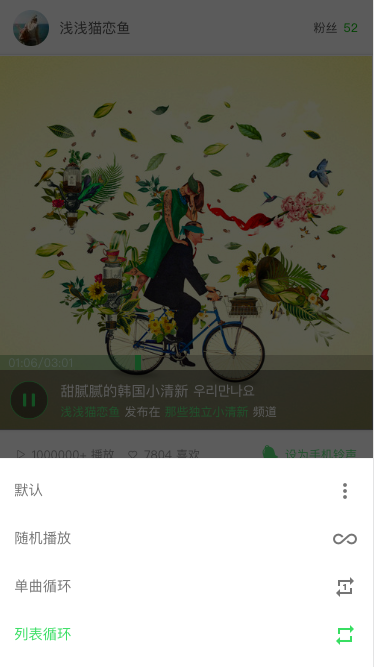 浅浅猫恋鸟
粉丝 52
01:06/03:01
甜腻腻的韩国小清新 우리만나요
浅浅猫恋鸟 发布在 那些独立小清新 频道
1000000+ 播放 7804 喜欢 设为手机铃声
默认
随机播放
单曲循环
1
列表循环